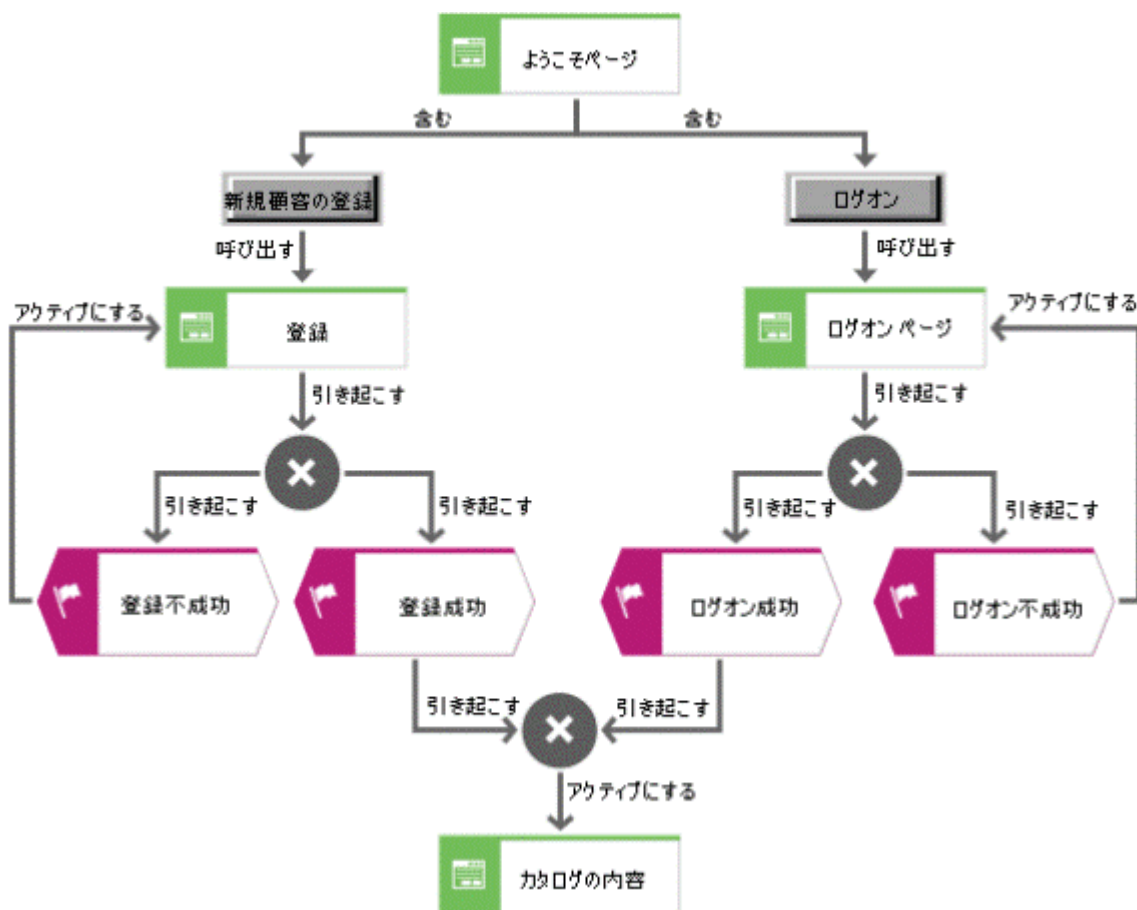 ようこそページ
含む
含む
新規顧客の登録
ログオン
呼び出す
呼び出す
アクティブにする
アクティブにする
登録
ログオン ページ
引き起こす
引き起こす
引き起こす
引き起こす
引き起こす
引き起こす
登録不成功
登録成功
ログオン成功
ログオン不成功
引き起こす
引き起こす
アクティブにする
カタログの内容